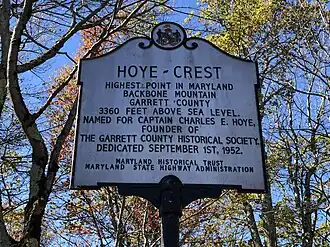 HOYE - CREST
HIGHEST POINT IN MARYLAND
BACKBONE MOUNTAIN
GARRETT COUNTY
3360 FEET ABOVE SEA LEVEL,
NAMED FOR CAPTAIN CHARLES E. HOYE,
FOUNDER OF
THE GARRETT COUNTY HISTORICAL SOCIETY.
DEDICATED SEPTEMBER 1ST, 1952.
MARYLAND HISTORICAL TRUST
MARYLAND STATE HIGHWAY ADMINISTRATION